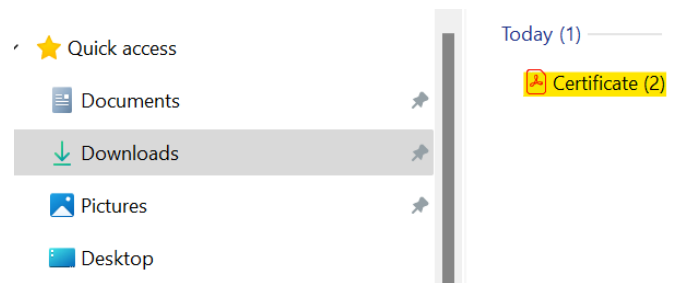 Quick access
Documents
Downloads
Pictures
Desktop
Today (1)
Certificate (2)